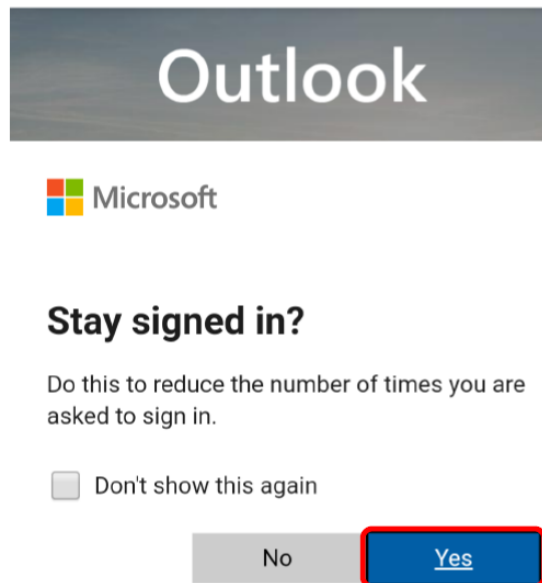 Outlook
Microsoft
Stay signed in?
Do this to reduce the number of times you are
asked to sign in.
Don't show this again
No
Yes